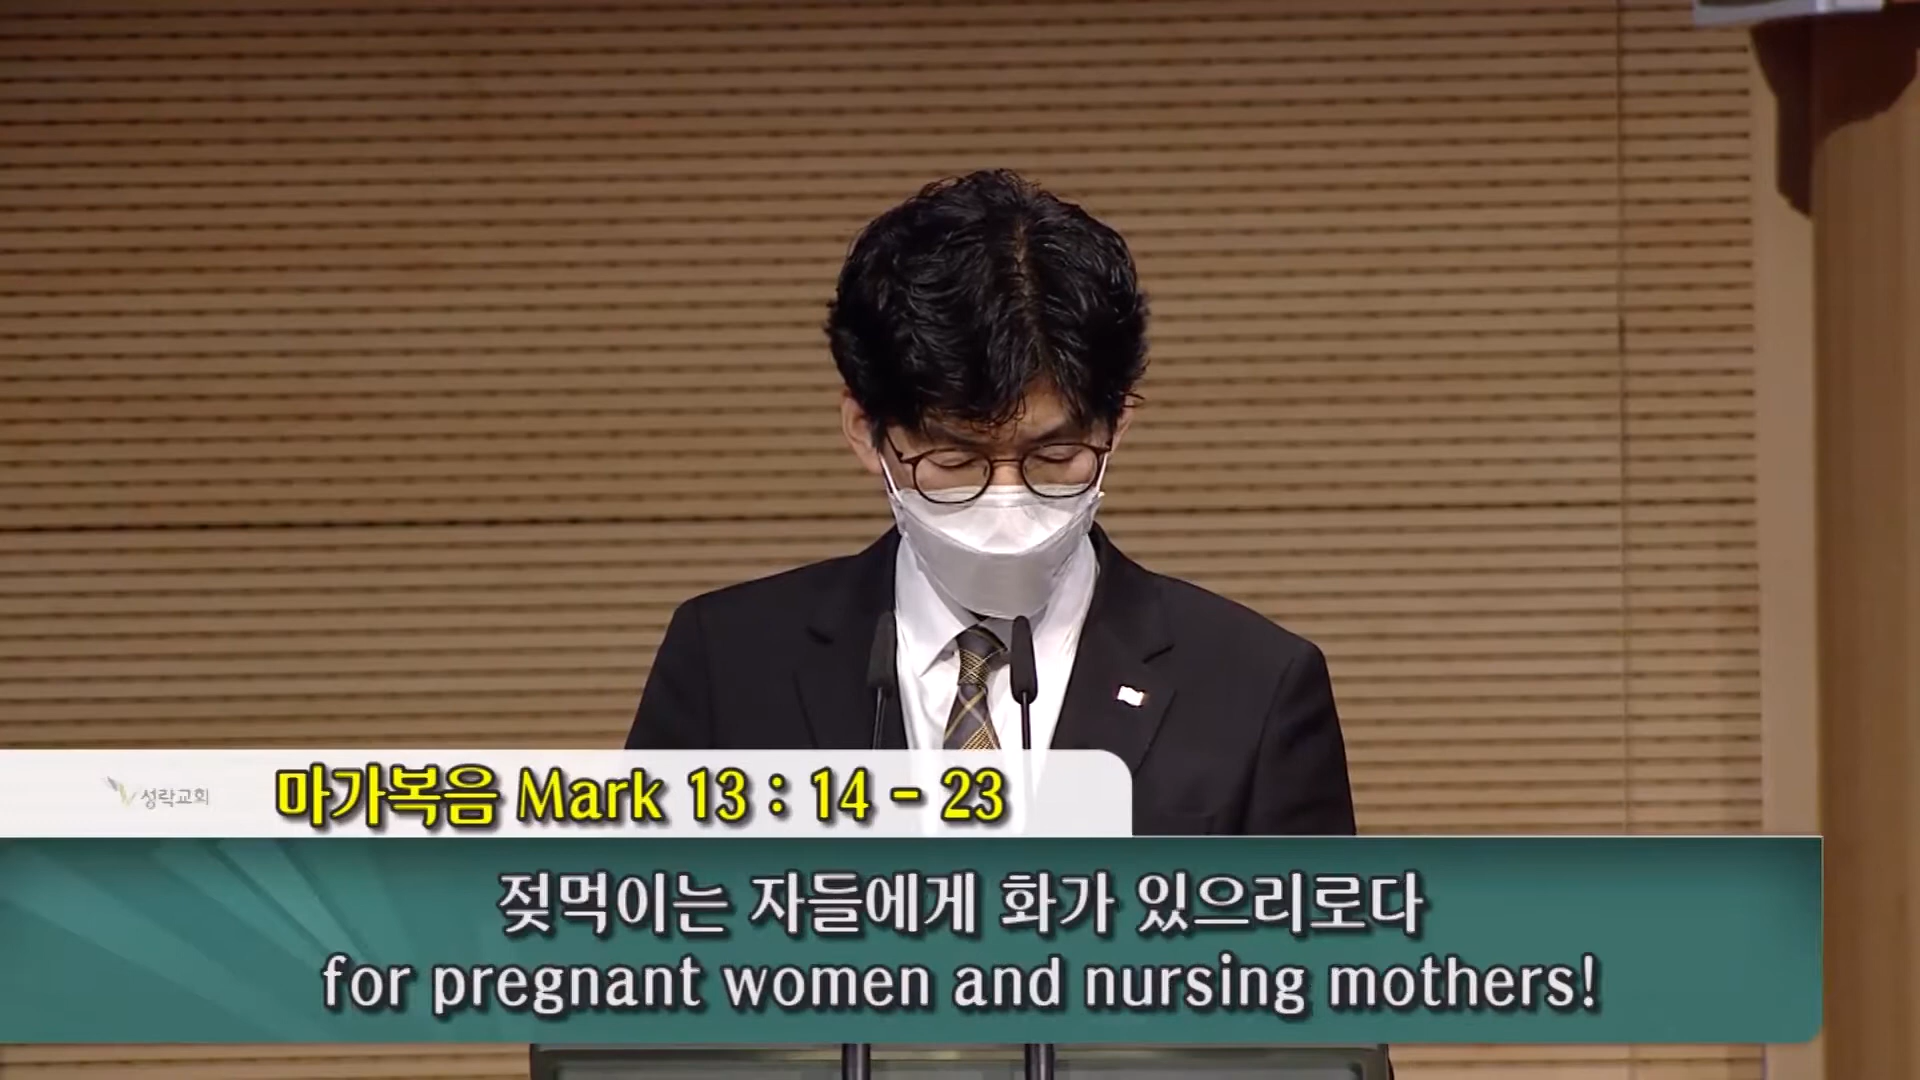 성락교회
마가복음 Mark 13 : 14 - 23
젖먹이는 자들에게 화가 있으리로다
for pregnant women and nursing mothers!